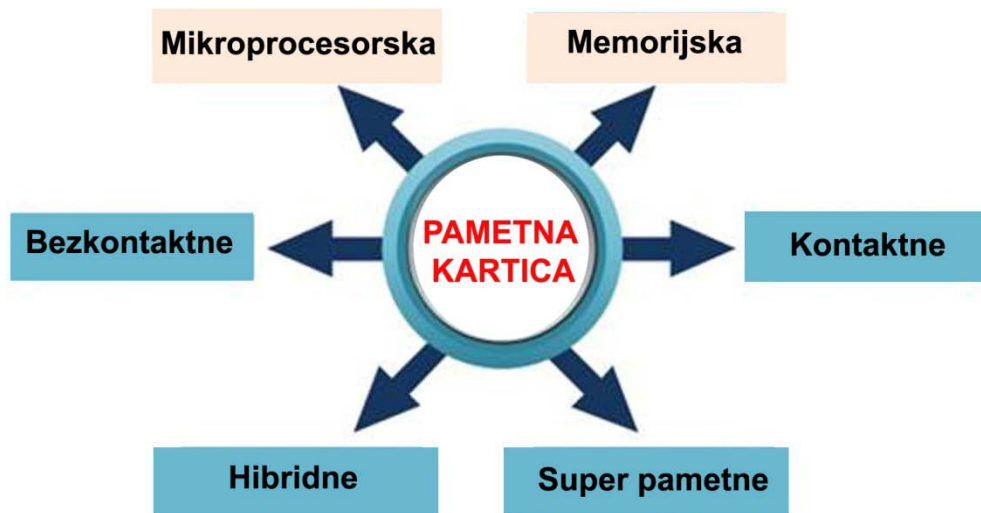 Mikroprocesorska
Memorijska
Bezkontaktne
PAMETNA
KARTICA
Kontaktne
Hibridne
Super pametne